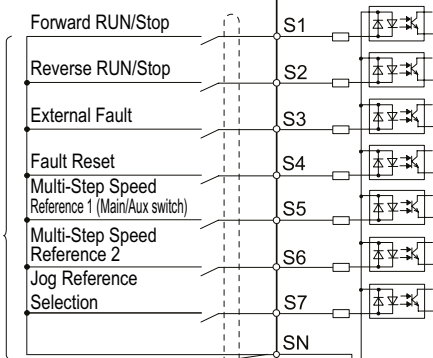 Forward RUN/Stop
S1
Reverse RUN/Stop
S2
External Fault
S3
Fault Reset
S4
Multi-Step Speed
Reference 1 (Main/Aux switch)
S5
Multi-Step Speed
Reference 2
S6
Jog Reference
Selection
S7
SN